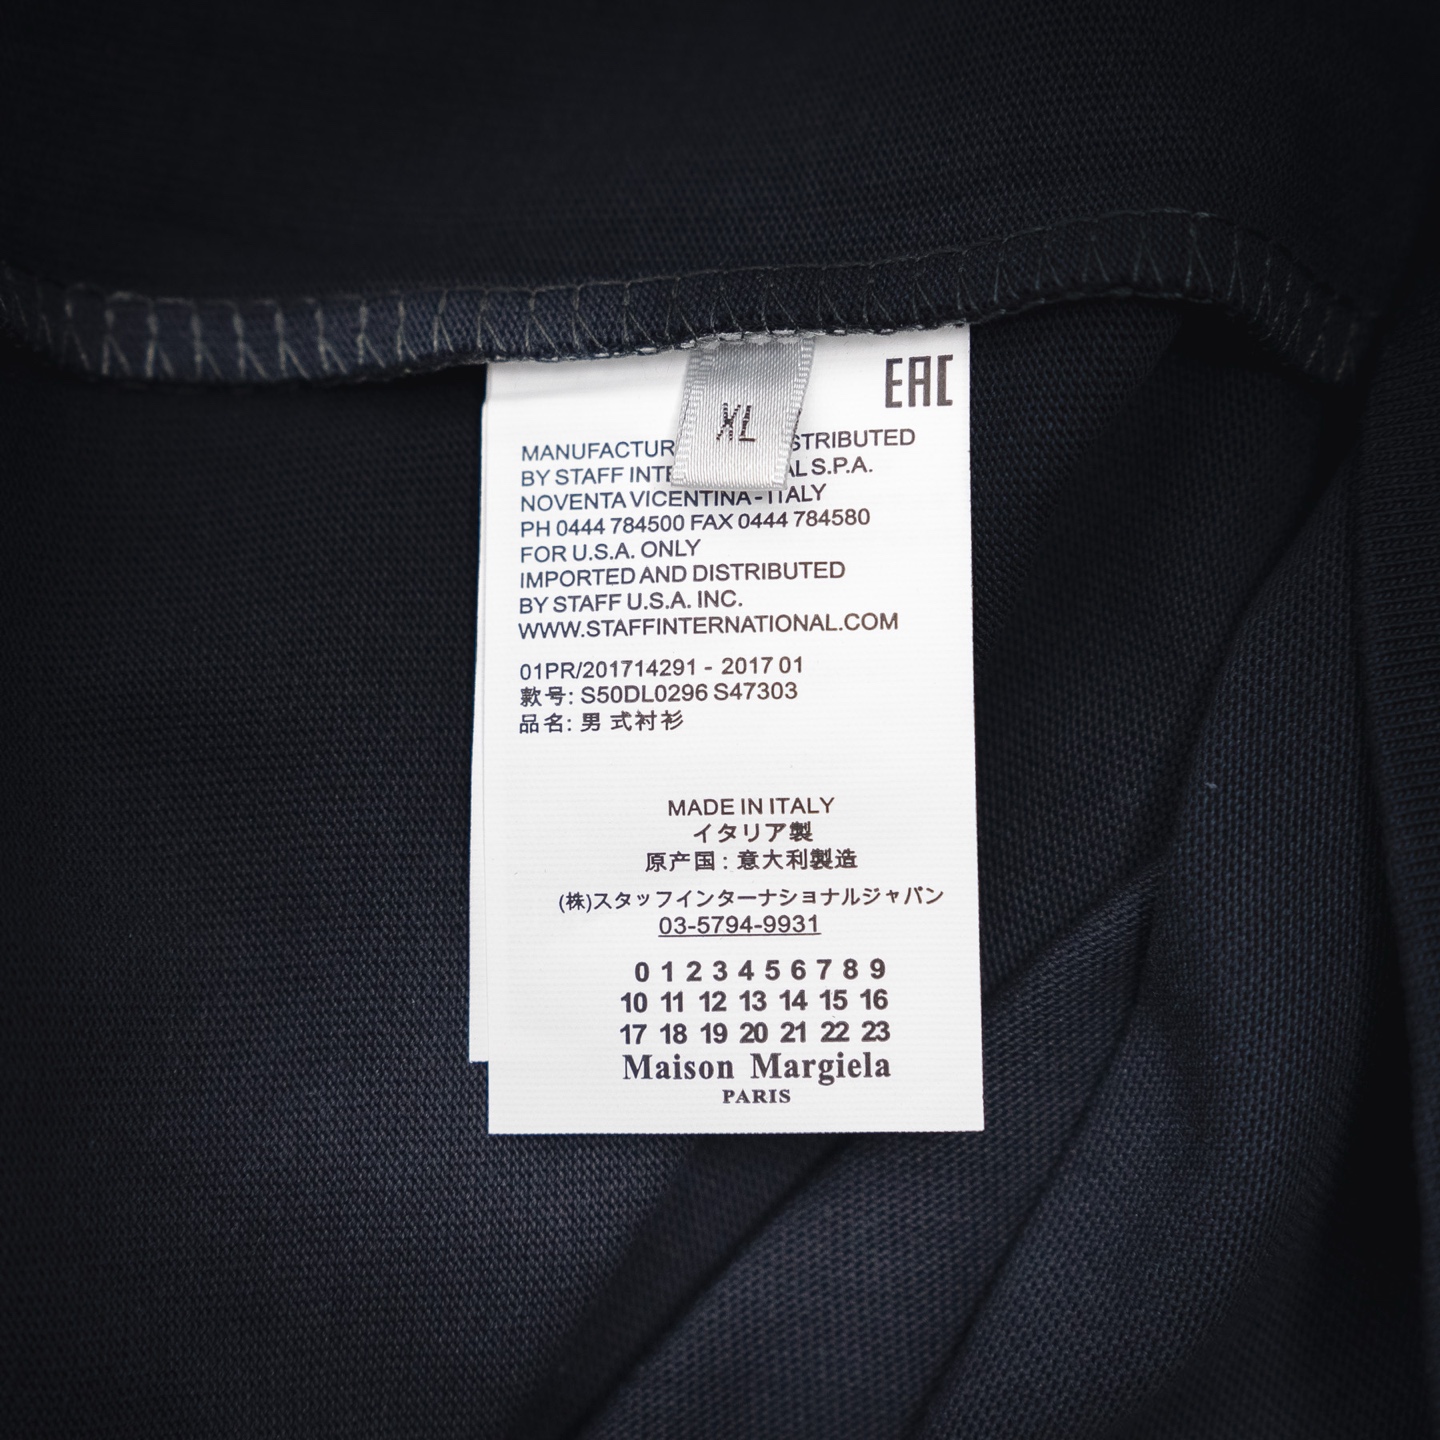 EAC
XL
MANUFACTUR STRIBUTED
BY STAFF INTE AL S.P.A.
NOVENTA VICENTINA - ITALY
PH 0444 784500 FAX 0444 784580
FOR U.S.A. ONLY
IMPORTED AND DISTRIBUTED
BY STAFF U.S.A. INC.
WWW.STAFFINTERNATIONAL.COM
01PR/201714291 - 2017 01
款号: S50DL0296 S47303
品名: 男 式衬衫
MADE IN ITALY
イタリア製
原产国 : 意大利製造
(株)スタッフインターナショナルジャパン
03-5794-9931
0 1 2 3 4 5 6 7 8 9
10 11 12 13 14 15 16
17 18 19 20 21 22 23
Maison Margiela
PARIS